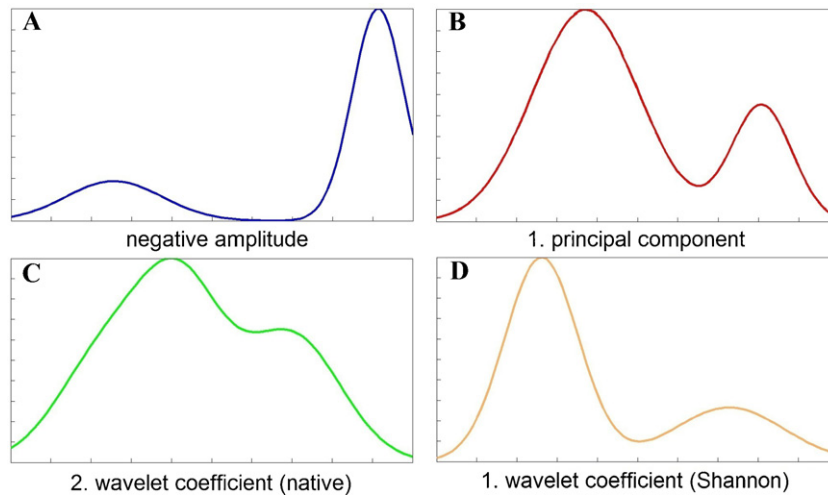 A
B
negative amplitude
1. principal component
C
D
2. wavelet coefficient (native)
1. wavelet coefficient (Shannon)